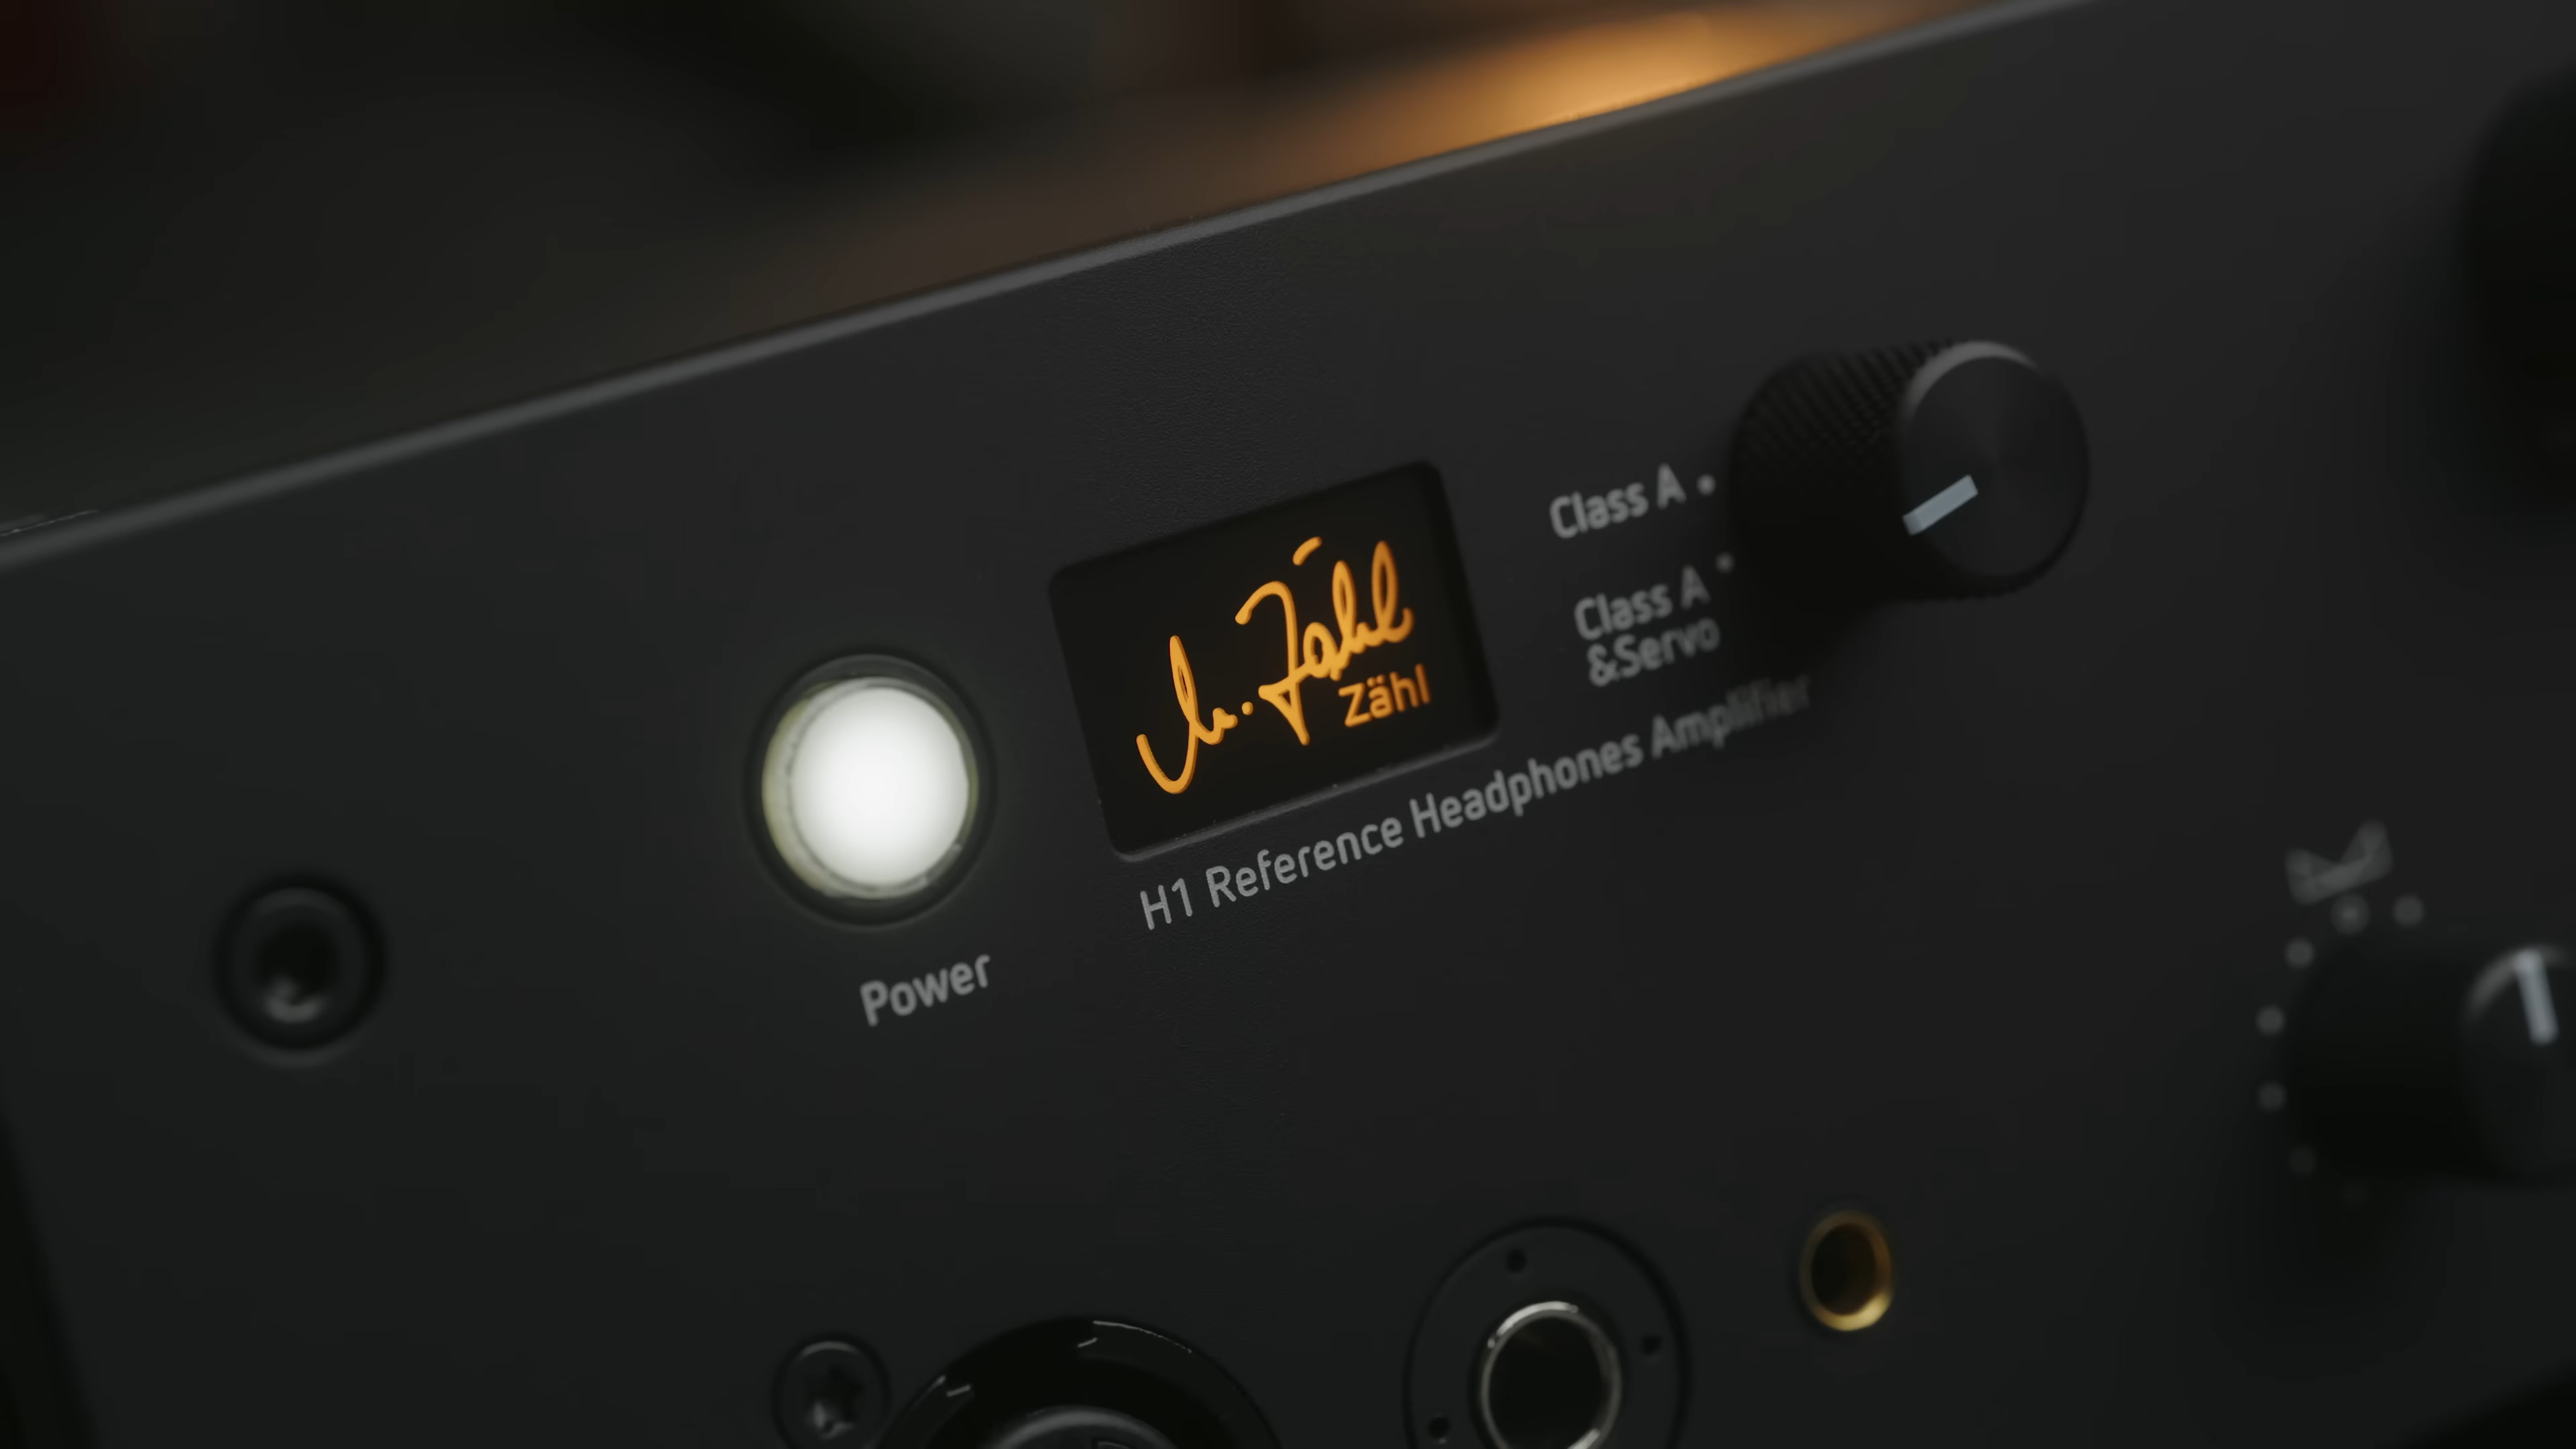 M. Zähl
Zähl
Class A
Class A
&Servo
H1 Reference Headphones Amplifier
Power